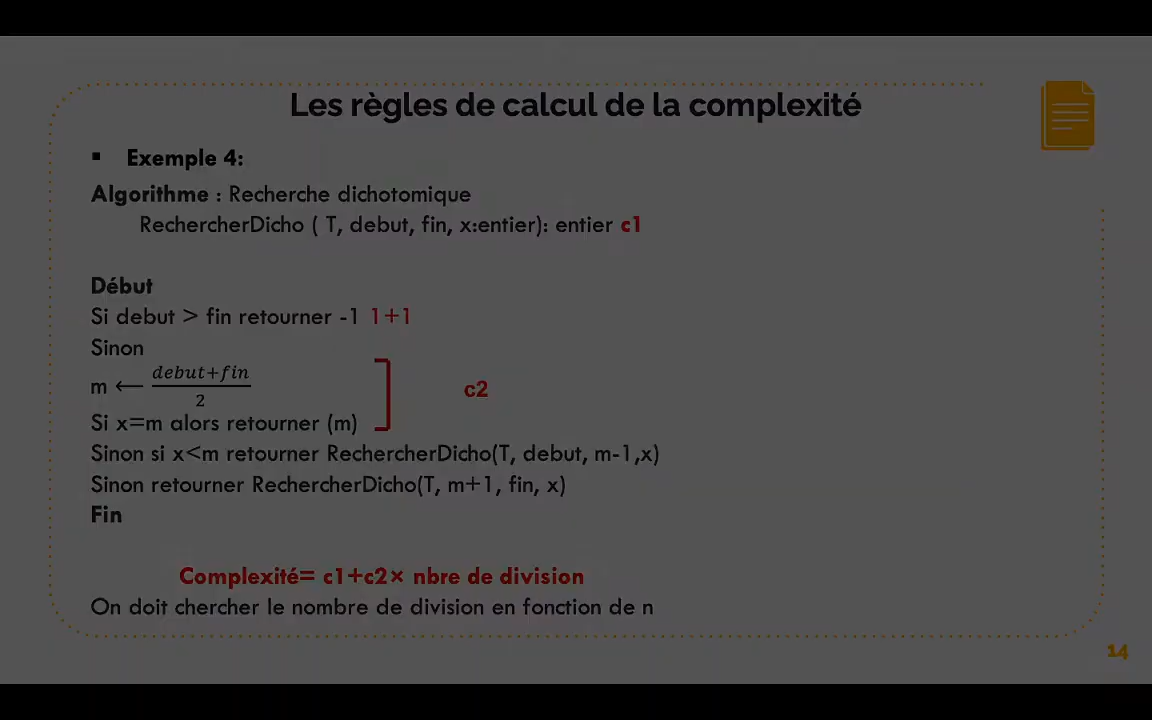 Les règles de calcul de la complexité
▪ Exemple 4:
Algorithme : Recherche dichotomique
RechercherDicho ( T, debut, fin, x:entier): entier c1
Début
Si debut > fin retourner -1 1+1
Sinon
m ⟵ debut+fin / 2
c2
Si x=m alors retourner (m)
Sinon si x<m retourner RechercherDicho(T, debut, m-1,x)
Sinon retourner RechercherDicho(T, m+1, fin, x)
Fin
Complexité= c1+c2× nbre de division
On doit chercher le nombre de division en fonction de n
14